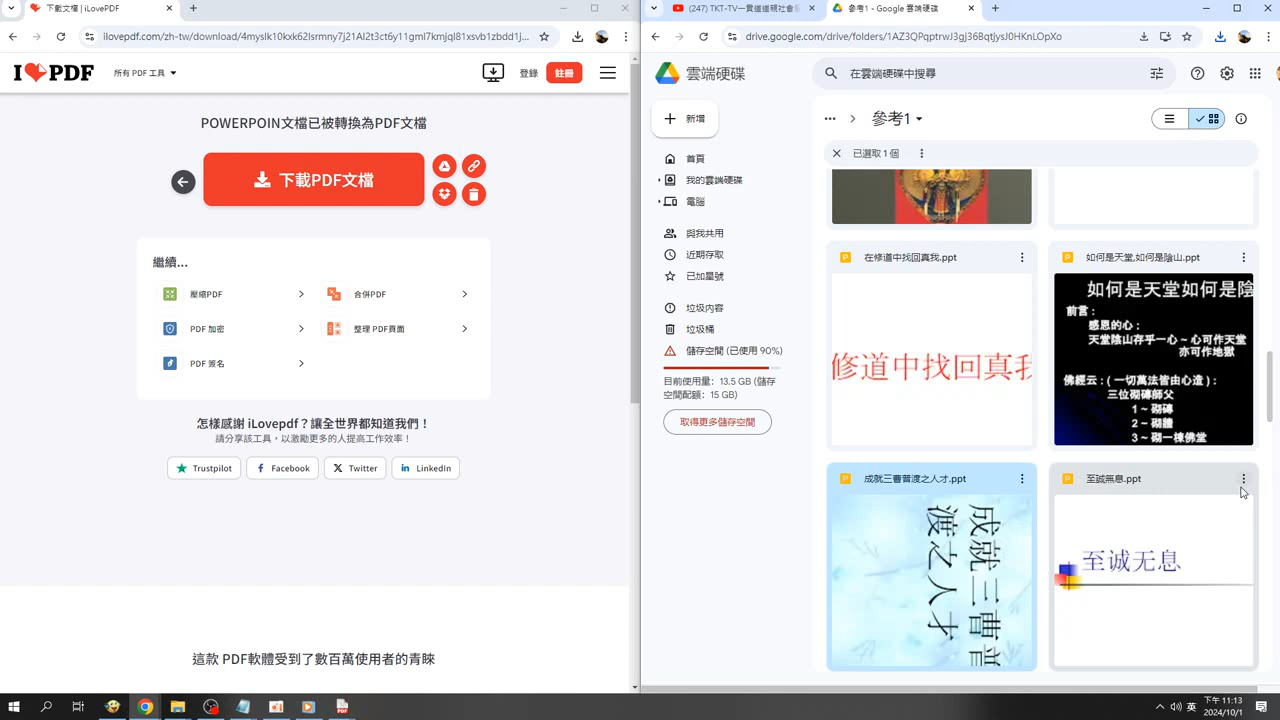 下載文檔 | iLovePDF
ilovepdf.com/zh-tw/download/4myslk10kxk62lsrmny7j21Al2t3ct6y11gml7kmjql81xsvb1zbdd1j...
I PDF
所有 PDF 工具
登錄
註冊
POWERPOIN文檔已被轉換為PDF文檔
下載PDF文檔
繼續...
壓縮PDF
合併PDF
PDF 加密
整理 PDF頁面
PDF 簽名
怎樣感謝 iLovepdf？讓全世界都知道我們！
請分享該工具，以激勵更多的人提高工作效率！
Trustpilot
Facebook
Twitter
LinkedIn
這款 PDF軟體受到了數百萬使用者的青睞
(247) TKT-TV一貫道道親社會服
參考1 - Google 雲端硬碟
drive.google.com/drive/folders/1AZ3QPqptrwJ3gj36BqtjysJ0HKnLOpXo
雲端硬碟
在雲端硬碟中搜尋
新增
參考1
已選取 1 個
首頁
我的雲端硬碟
電腦
與我共用
近期存取
已加星號
垃圾內容
垃圾桶
儲存空間 (已使用 90%)
目前使用量：13.5 GB (儲存
空間配額：15 GB)
取得更多儲存空間
在修道中找回真我.ppt
修道中找回真我
如何是天堂,如何是陰山.ppt
如何是天堂如何是陰
前言：
感恩的心：
天堂陰山存乎一心 ~ 心可作天堂
亦可作地獄
佛經云：( 一切萬法皆由心造 )：
三位砌磚師父
1 ~ 砌磚
2 ~ 砌牆
3 ~ 砌一棟佛堂
成就三曹普渡之人才.ppt
成就三曹普
渡之人才
至誠無息.ppt
至诚无息
英
下午 11:13
2024/10/1